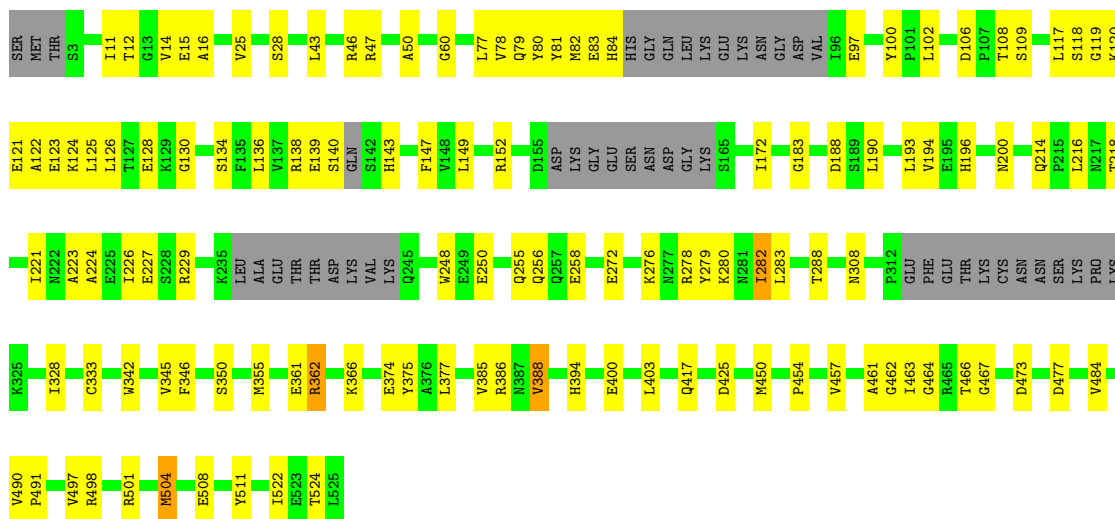 SER MET THR S3 I11 T12 G13 V14 E15 A16 V25 S28 L43 R46 R47 A50 G60 L77 V78 Q79 Y80 Y81 M82 E83 H84 HIS GLY GLN LEU LYS GLU LYS ASN GLY ASP VAL I96 E97 Y100 P101 L102 D106 P107 T108 S109 L117 S118 G119 K120
E121 A122 E123 K124 L125 L126 T127 E128 K129 G130 S134 F135 L136 V137 R138 E139 S140 GLN S142 H143 F147 V148 L149 R152 D155 ASP LYS GLY GLU SER ASN ASP GLY LYS S165 I172 G183 D188 S189 L190 L193 V194 E195 H196 N200 Q214 P215 L216 N217 T218
I221 N222 A223 A224 E225 I226 E227 S228 R229 K235 LEU ALA GLU THR THR ASP LYS VAL LYS Q245 W248 E249 E250 Q255 Q256 Q257 E258 E272 K276 N277 R278 Y279 K280 N281 I282 L283 T288 N308 P312 GLU PHE GLU THR LYS CYS ASN ASN SER LYS PRO LYS
K325 I328 C333 W342 V345 F346 S350 M355 E361 R362 K366 E374 Y375 A376 L377 V385 R386 N387 V388 H394 E400 L403 Q417 D425 M450 P454 V457 A461 G462 I463 G464 R465 T466 G467 D473 D477 V484
V490 P491 V497 R498 R501 M504 E508 Y511 I522 E523 T524 L525